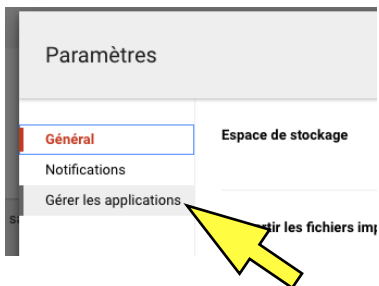 Paramètres
Général
Espace de stockage
Notifications
Gérer les applications
les fichiers